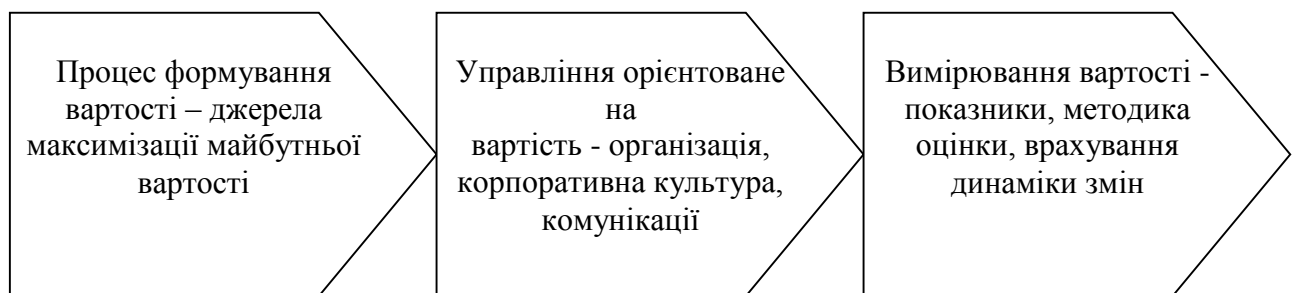 Процес формування
вартості – джерела
максимізації майбутньої
вартості
Управління орієнтоване
на
вартість - організація,
корпоративна культура,
комунікації
Вимірювання вартості -
показники, методика
оцінки, врахування
динаміки змін